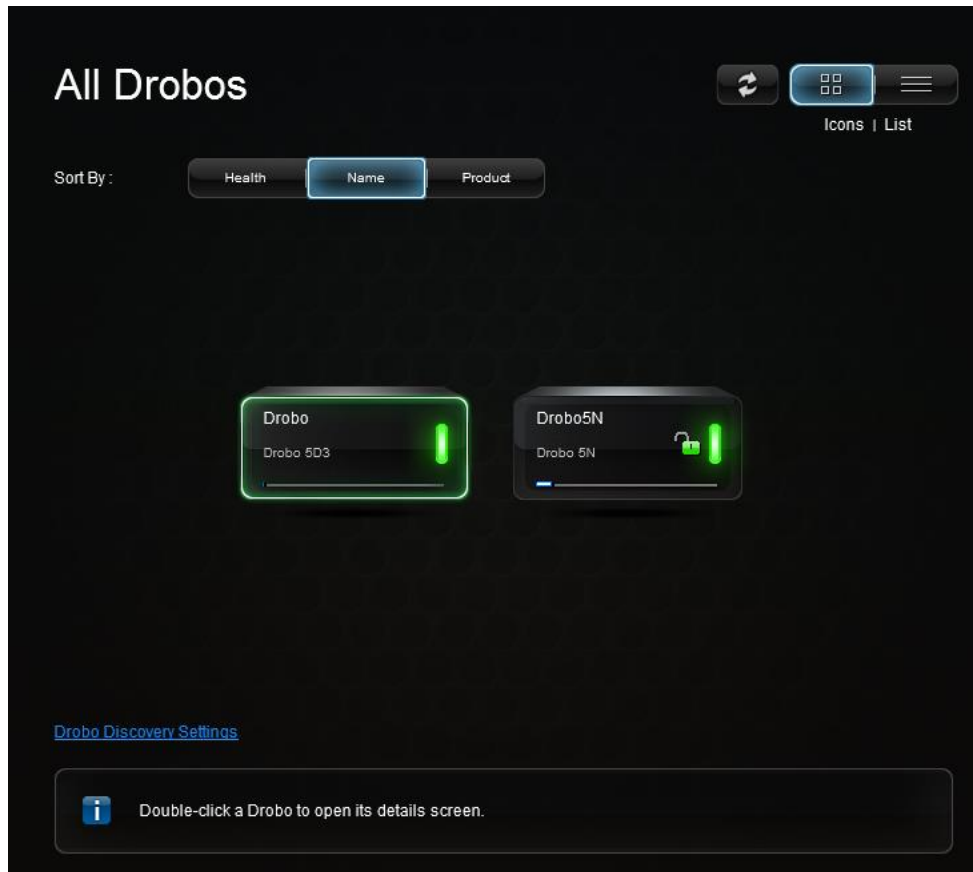 All Drobos
Icons | List
Sort By :
Health
Name
Product
Drobo
Drobo 5D3
Drobo5N
Drobo 5N
Drobo Discovery Settings
i
Double-click a Drobo to open its details screen.